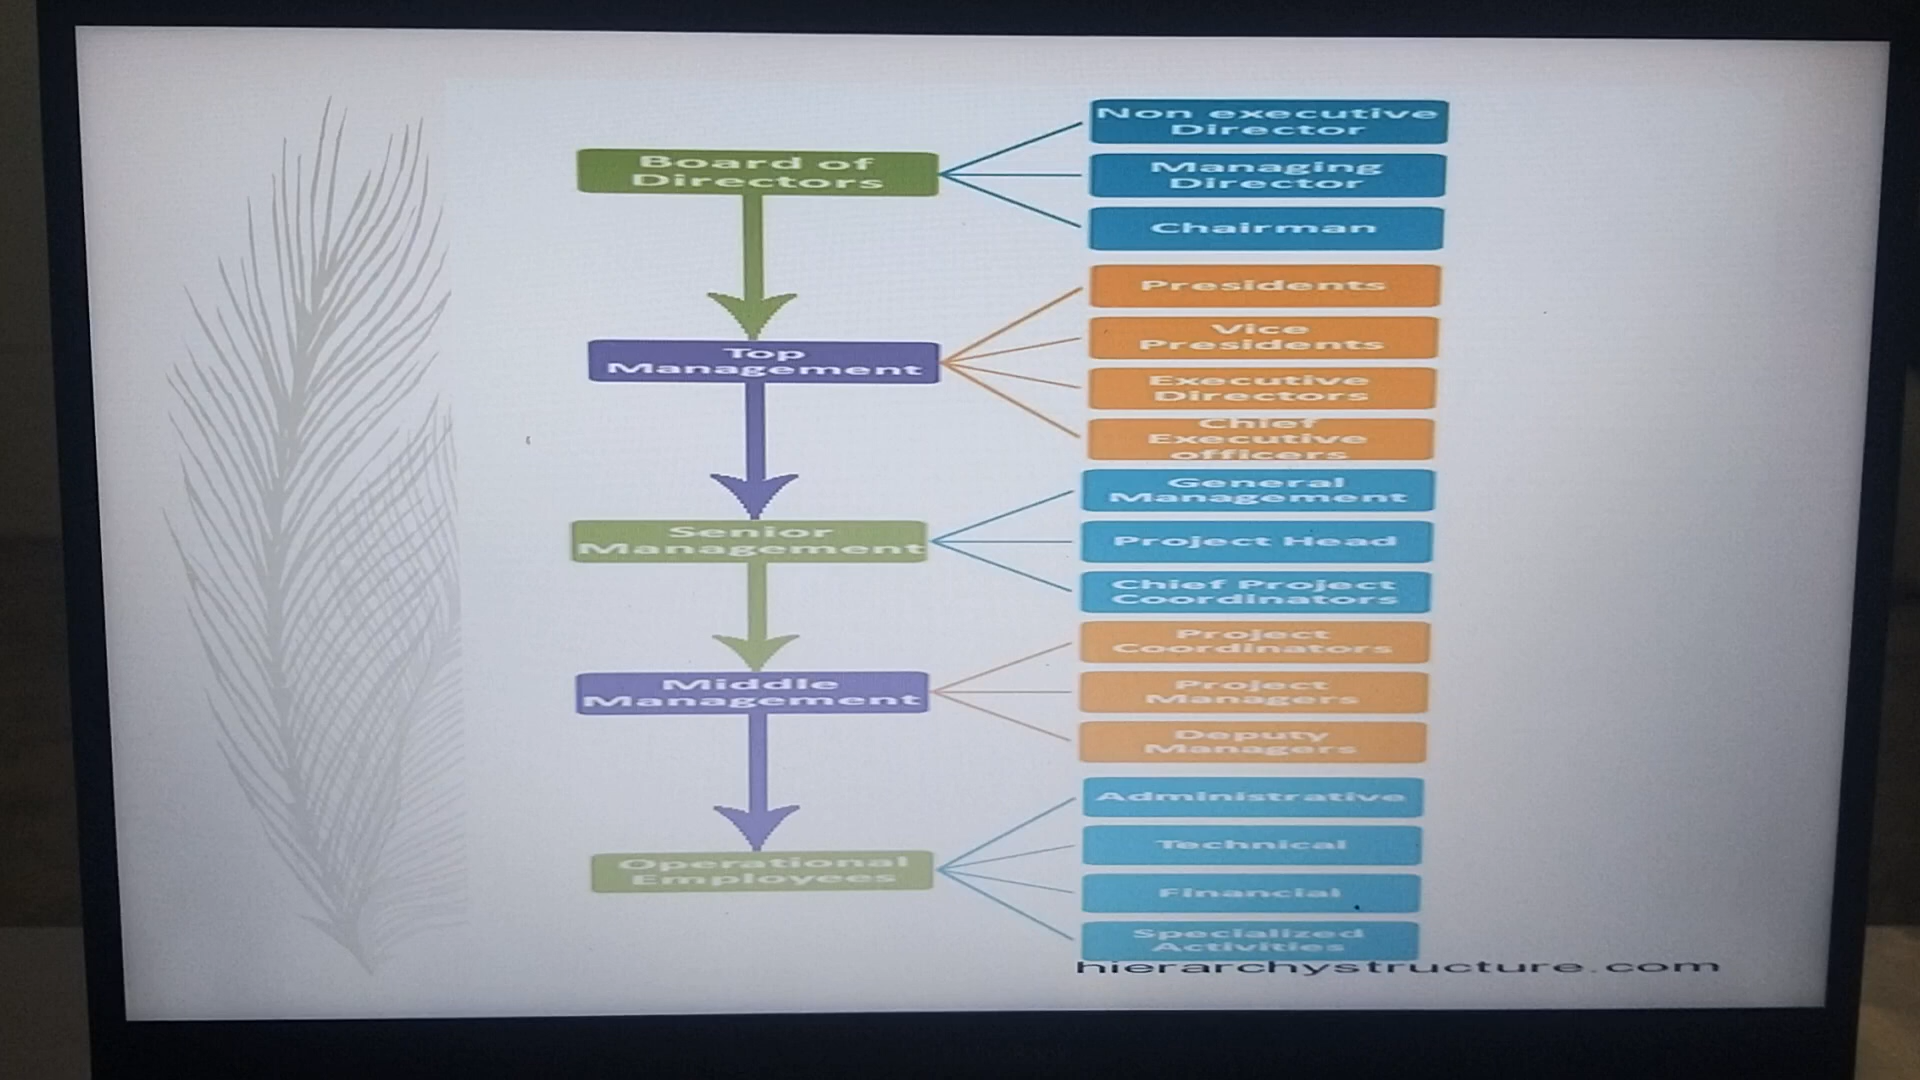 Board of
Directors
Non executive
Director
Managing
Director
Chairman
Top
Management
Presidents
Vice
Presidents
Executive
Directors
Chief
Executive
officers
Senior
Management
General
Management
Project Head
Chief Project
Coordinators
Middle
Management
Project
Coordinators
Project
Managers
Deputy
Managers
Operational
Employees
Administrative
Technical
Financial
Specialized
Activities
hierarchystructure.com